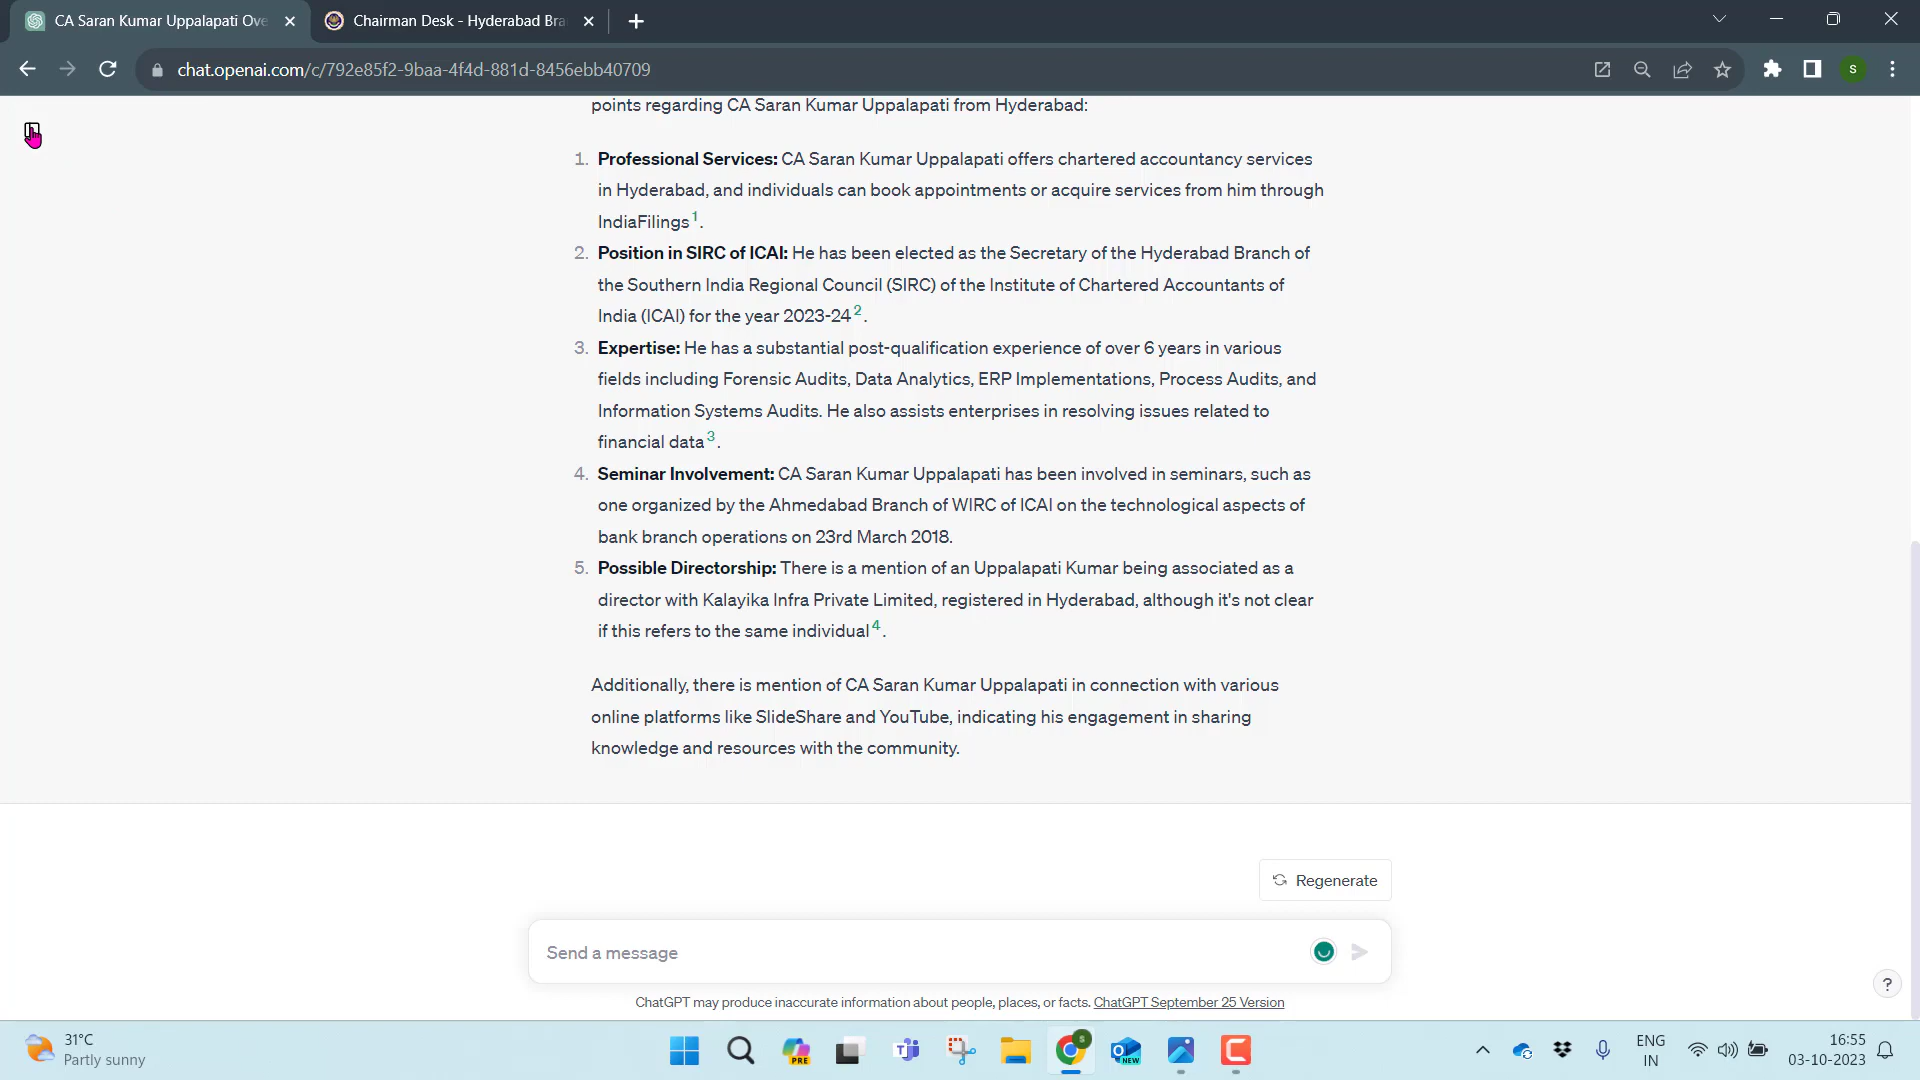 CA Saran Kumar Uppalapati Ove
Chairman Desk - Hyderabad Bra
chat.openai.com/c/792e85f2-9baa-4f4d-881d-8456ebb40709
S
points regarding CA Saran Kumar Uppalapati from Hyderabad:
1. Professional Services: CA Saran Kumar Uppalapati offers chartered accountancy services
in Hyderabad, and individuals can book appointments or acquire services from him through
IndiaFilings 1.
2. Position in SIRC of ICAI: He has been elected as the Secretary of the Hyderabad Branch of
the Southern India Regional Council (SIRC) of the Institute of Chartered Accountants of
India (ICAI) for the year 2023-24 2.
3. Expertise: He has a substantial post-qualification experience of over 6 years in various
fields including Forensic Audits, Data Analytics, ERP Implementations, Process Audits, and
Information Systems Audits. He also assists enterprises in resolving issues related to
financial data 3.
4. Seminar Involvement: CA Saran Kumar Uppalapati has been involved in seminars, such as
one organized by the Ahmedabad Branch of WIRC of ICAI on the technological aspects of
bank branch operations on 23rd March 2018.
5. Possible Directorship: There is a mention of an Uppalapati Kumar being associated as a
director with Kalayika Infra Private Limited, registered in Hyderabad, although it's not clear
if this refers to the same individual 4.
Additionally, there is mention of CA Saran Kumar Uppalapati in connection with various
online platforms like SlideShare and YouTube, indicating his engagement in sharing
knowledge and resources with the community.
Regenerate
Send a message
ChatGPT may produce inaccurate information about people, places, or facts. ChatGPT September 25 Version
?
31°C
Partly sunny
PRE
S
NEW
ENG
IN
16:55
03-10-2023